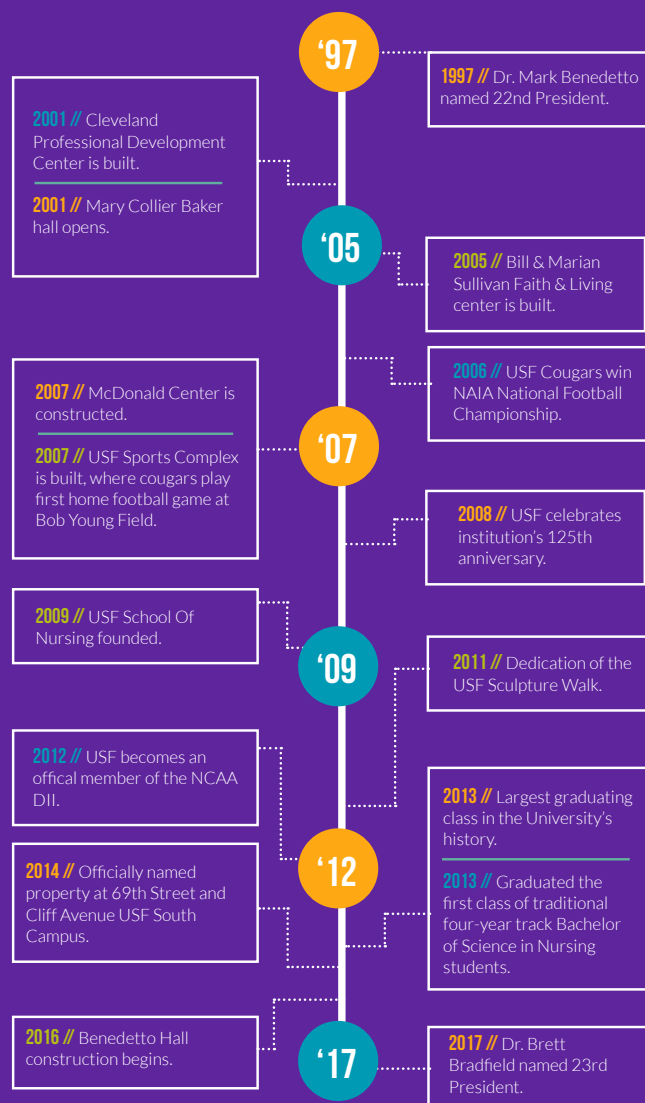 ‘97
1997 // Dr. Mark Benedetto
named 22nd President.
2001 // Cleveland
Professional Development
Center is built.
2001 // Mary Collier Baker
hall opens.
‘05
2005 // Bill & Marian
Sullivan Faith & Living
center is built.
2006 // USF Cougars win
NAIA National Football
Championship.
2007 // McDonald Center is
constructed.
2007 // USF Sports Complex
is built, where cougars play
first home football game at
Bob Young Field.
‘07
2008 // USF celebrates
institution’s 125th
anniversary.
2009 // USF School Of
Nursing founded.
‘09
2011 // Dedication of the
USF Sculpture Walk.
2012 // USF becomes an
offical member of the NCAA
DII.
‘12
2013 // Largest graduating
class in the University’s
history.
2013 // Graduated the
first class of traditional
four-year track Bachelor
of Science in Nursing
students.
2014 // Officially named
property at 69th Street and
Cliff Avenue USF South
Campus.
2016 // Benedetto Hall
construction begins.
‘17
2017 // Dr. Brett
Bradfield named 23rd
President.